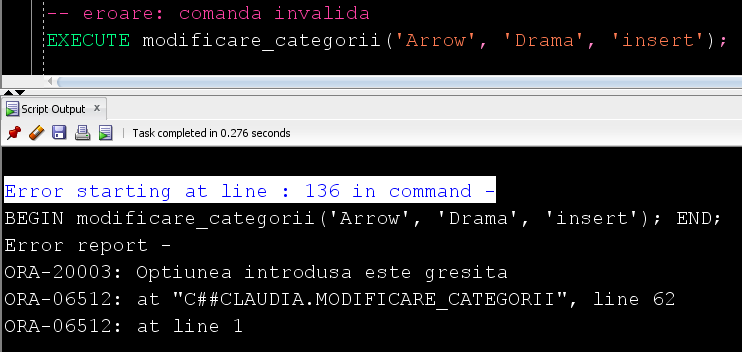 -- eroare: comanda invalida
EXECUTE modificare_categorii('Arrow', 'Drama', 'insert');
Script Output x
Task completed in 0.276 seconds
Error starting at line : 136 in command -
BEGIN modificare_categorii('Arrow', 'Drama', 'insert'); END;
Error report -
ORA-20003: Optiunea introdusa este gresita
ORA-06512: at "C##CLAUDIA.MODIFICARE_CATEGORII", line 62
ORA-06512: at line 1